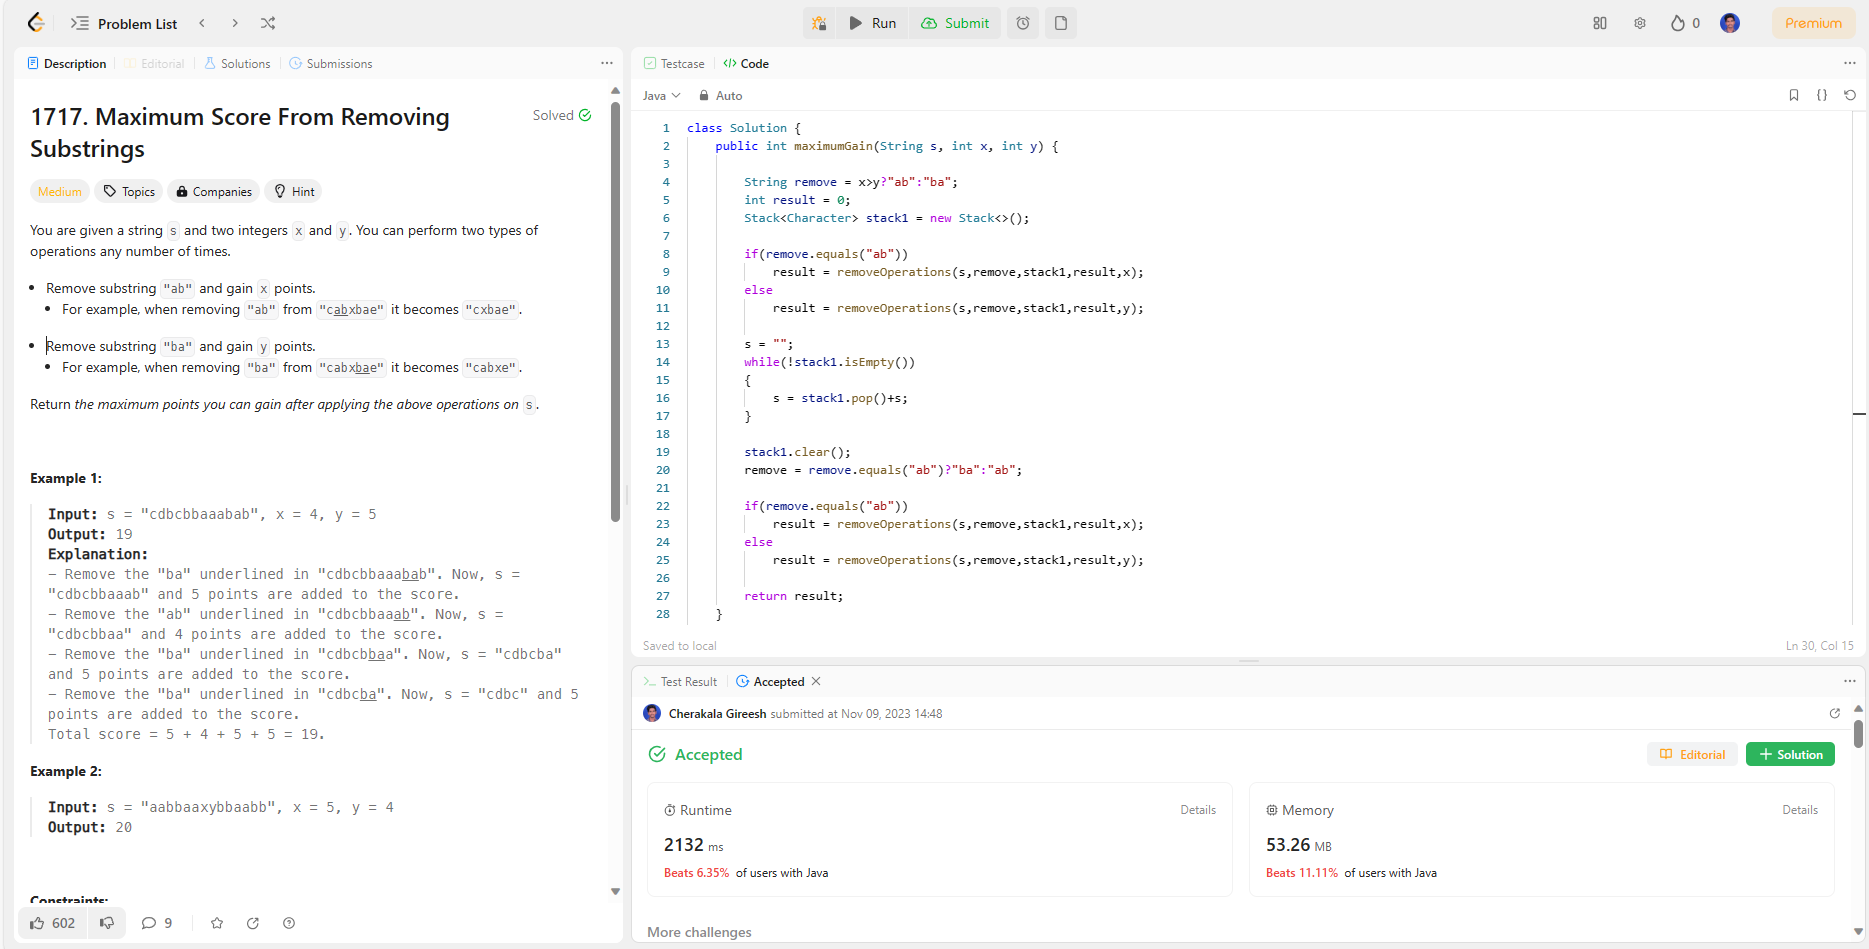 Problem List
Run
Submit
0
Premium
Description
Editorial
Solutions
Submissions
1717. Maximum Score From Removing
Substrings
Solved
Medium
Topics
Companies
Hint
You are given a string s and two integers x and y. You can perform two types of
operations any number of times.
• Remove substring "ab" and gain x points.
• For example, when removing "ab" from "cabxbae" it becomes "cxbae".
• Remove substring "ba" and gain y points.
• For example, when removing "ba" from "cabxbae" it becomes "cabxe".
Return the maximum points you can gain after applying the above operations on s.
Example 1:
Input: s = "cdbcbbaaabab", x = 4, y = 5
Output: 19
Explanation:
- Remove the "ba" underlined in "cdbcbbaaabab". Now, s =
"cdbcbbaaab" and 5 points are added to the score.
- Remove the "ab" underlined in "cdbcbbaaab". Now, s =
"cdbcbbaa" and 4 points are added to the score.
- Remove the "ba" underlined in "cdbcbbaa". Now, s = "cdbcba"
and 5 points are added to the score.
- Remove the "ba" underlined in "cdbcba". Now, s = "cdbc" and 5
points are added to the score.
Total score = 5 + 4 + 5 + 5 = 19.
Example 2:
Input: s = "aabbaaxybbaabb", x = 5, y = 4
Output: 20
Constraints:
602
9
Testcase
</> Code
Java
Auto
1 class Solution {
2 public int maximumGain(String s, int x, int y) {
3
4 String remove = x>y?"ab":"ba";
5 int result = 0;
6 Stack<Character> stack1 = new Stack<>();
7
8 if(remove.equals("ab"))
9 result = removeOperations(s,remove,stack1,result,x);
10 else
11 result = removeOperations(s,remove,stack1,result,y);
12
13 s = "";
14 while(!stack1.isEmpty())
15 {
16 s = stack1.pop()+s;
17 }
18
19 stack1.clear();
20 remove = remove.equals("ab")?"ba":"ab";
21
22 if(remove.equals("ab"))
23 result = removeOperations(s,remove,stack1,result,x);
24 else
25 result = removeOperations(s,remove,stack1,result,y);
26
27 return result;
28 }
Saved to local
Ln 30, Col 15
Test Result
Accepted
Cherakala Gireesh submitted at Nov 09, 2023 14:48
Accepted
Editorial
Solution
Runtime
Details
2132 ms
Beats 6.35% of users with Java
Memory
Details
53.26 MB
Beats 11.11% of users with Java
More challenges